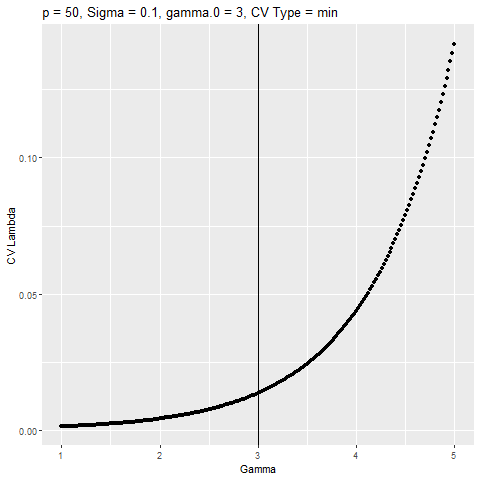 p = 50, Sigma = 0.1, gamma.0 = 3, CV Type = min
0.10
0.05
0.00
CV Lambda
1 2 3 4 5
Gamma